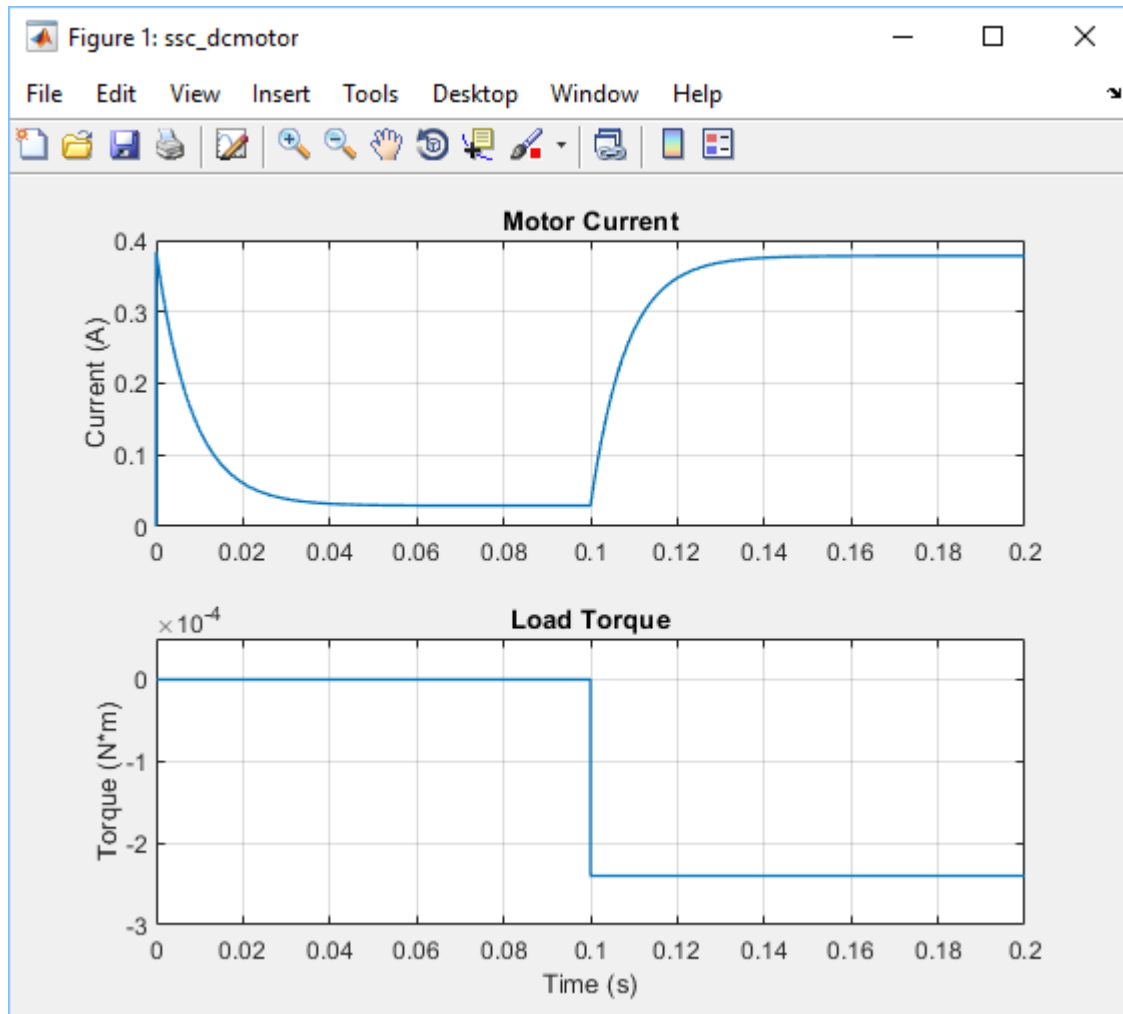 Figure 1: ssc_dcmotor
File Edit View Insert Tools Desktop Window Help
Motor Current
0.4
0.3
0.2
0.1
0
Current (A)
0 0.02 0.04 0.06 0.08 0.1 0.12 0.14 0.16 0.18 0.2
×10-4
Load Torque
0
-1
-2
-3
Torque (N*m)
0 0.02 0.04 0.06 0.08 0.1 0.12 0.14 0.16 0.18 0.2
Time (s)